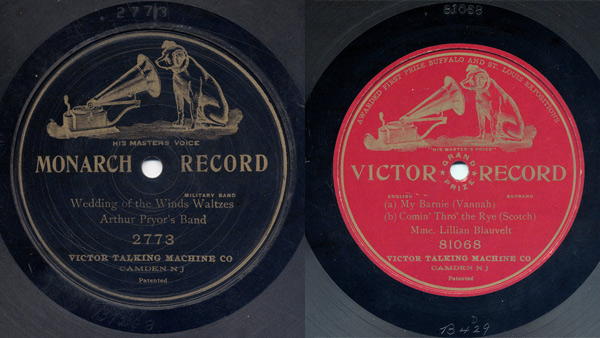 2773
HIS MASTERS VOICE
MONARCH RECORD
MILITARY BAND
Wedding of the Winds Waltzes
Arthur Pryor's Band
2773
VICTOR TALKING MACHINE CO
CAMDEN N J
Patented
81068
AWARDED FIRST PRIZE BUFFALO AND ST. LOUIS EXPOSITIONS
"HIS MASTER'S VOICE"
VICTOR RECORD
GRAND PRIZE
ENGLISH SOPRANO
(a) My Barnie (Vannah)
(b) Comin' Thro' the Rye (Scotch)
Mme. Lillian Blauvelt
81068
VICTOR TALKING MACHINE CO
CAMDEN N J
Patented
D
B429